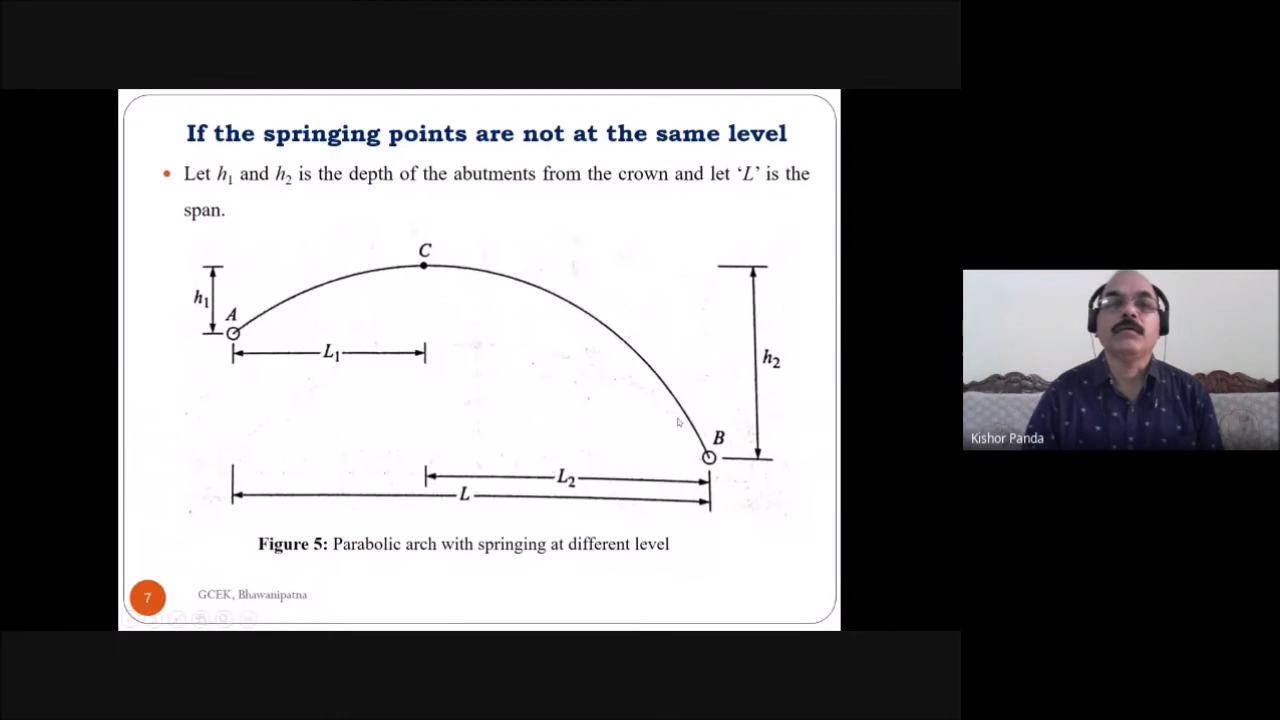 If the springing points are not at the same level
• Let h₁ and h₂ is the depth of the abutments from the crown and let ‘L’ is the
span.
C
h₁
A
L₁
h₂
B
L₂
L
Figure 5: Parabolic arch with springing at different level
7
GCEK, Bhawanipatna
Kishor Panda